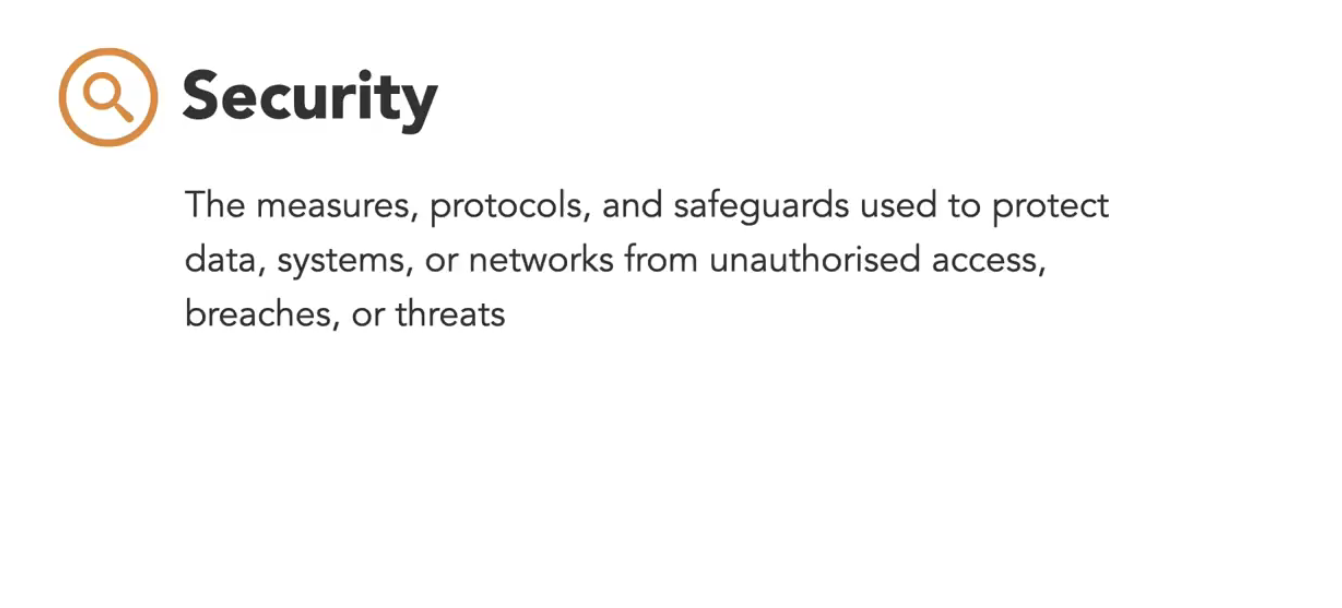 Security
The measures, protocols, and safeguards used to protect
data, systems, or networks from unauthorised access,
breaches, or threats